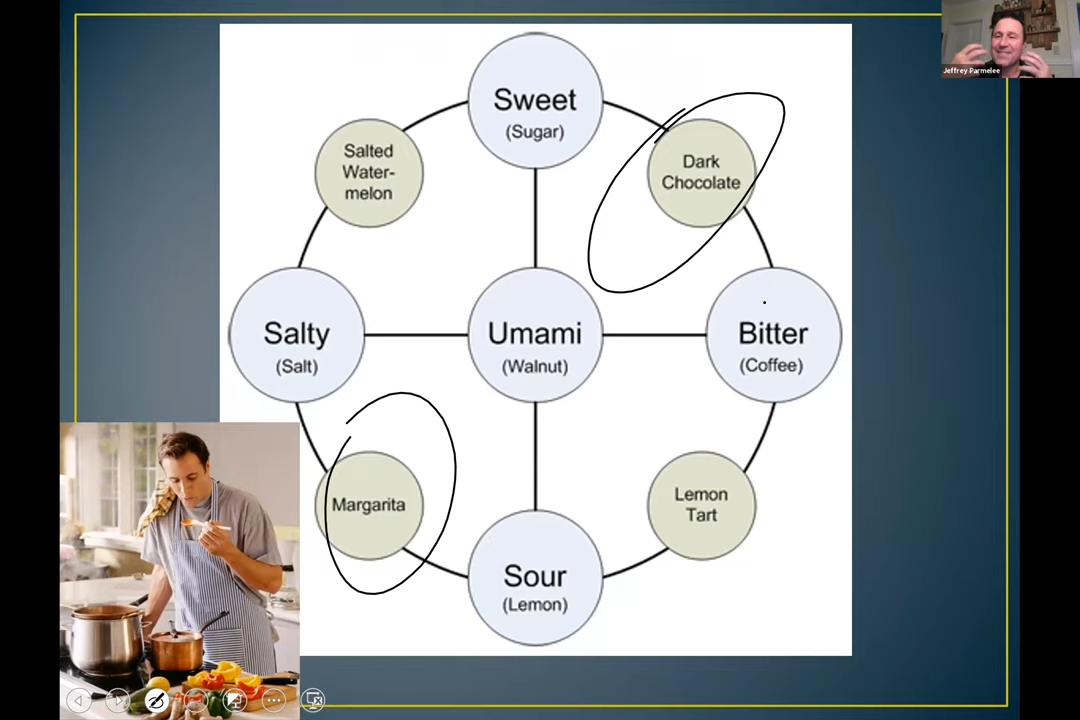 Jeffrey Parmelee
Sweet
(Sugar)
Salted
Water-
melon
Dark
Chocolate
Salty
(Salt)
Umami
(Walnut)
Bitter
(Coffee)
Margarita
Lemon
Tart
Sour
(Lemon)